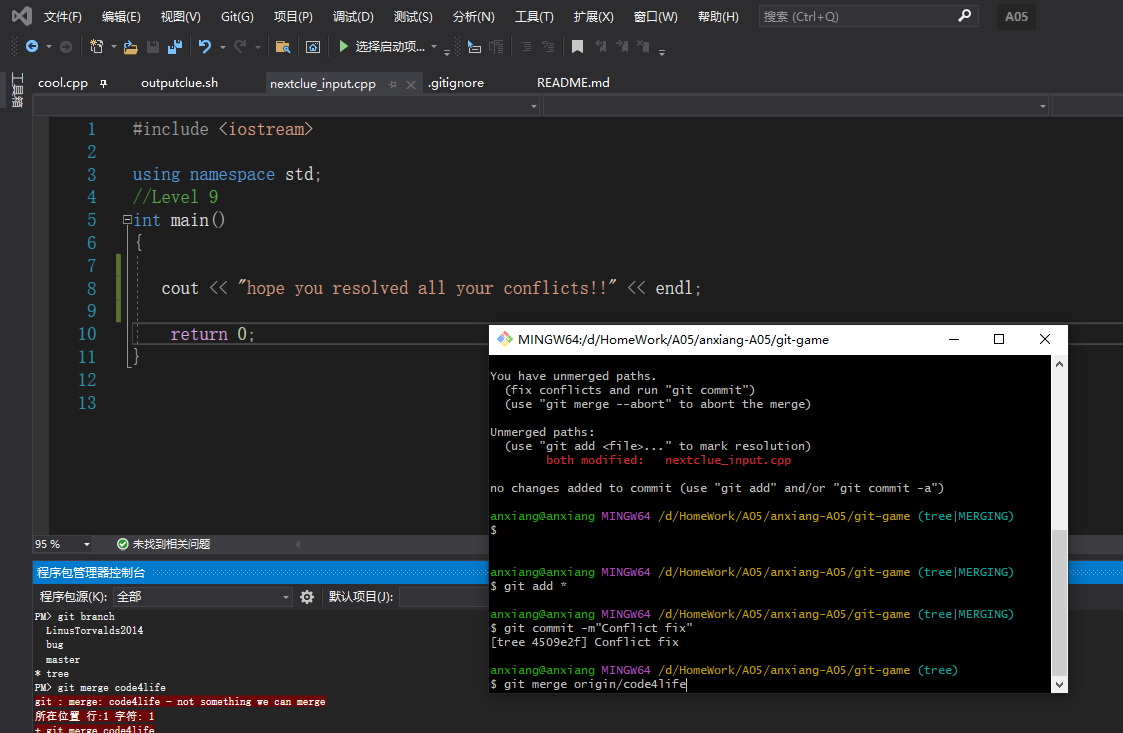 文件(F) 编辑(E) 视图(V) Git(G) 项目(P) 调试(D) 测试(S) 分析(N) 工具(T) 扩展(X) 窗口(W) 帮助(H) 搜索 (Ctrl+Q) A05
选择启动项...
工具箱
cool.cpp outputclue.sh nextclue_input.cpp .gitignore README.md
1 #include <iostream>
2
3 using namespace std;
4 //Level 9
5 int main()
6 {
7
8 cout << "hope you resolved all your conflicts!!" << endl;
9
10 return 0;
11 }
12
13
95 % 未找到相关问题
程序包管理器控制台
程序包源(K): 全部 默认项目(J):
PM> git branch
LinusTorvalds2014
bug
master
* tree
PM> git merge code4life
git : merge: code4life - not something we can merge
所在位置 行:1 字符: 1
+ git merge code4life
MINGW64:/d/HomeWork/A05/anxiang-A05/git-game
You have unmerged paths.
(fix conflicts and run "git commit")
(use "git merge --abort" to abort the merge)
Unmerged paths:
(use "git add <file>..." to mark resolution)
both modified: nextclue_input.cpp
no changes added to commit (use "git add" and/or "git commit -a")
anxiang@anxiang MINGW64 /d/HomeWork/A05/anxiang-A05/git-game (tree|MERGING)
$
anxiang@anxiang MINGW64 /d/HomeWork/A05/anxiang-A05/git-game (tree|MERGING)
$ git add *
anxiang@anxiang MINGW64 /d/HomeWork/A05/anxiang-A05/git-game (tree|MERGING)
$ git commit -m"Conflict fix"
[tree 4509e2f] Conflict fix
anxiang@anxiang MINGW64 /d/HomeWork/A05/anxiang-A05/git-game (tree)
$ git merge origin/code4life